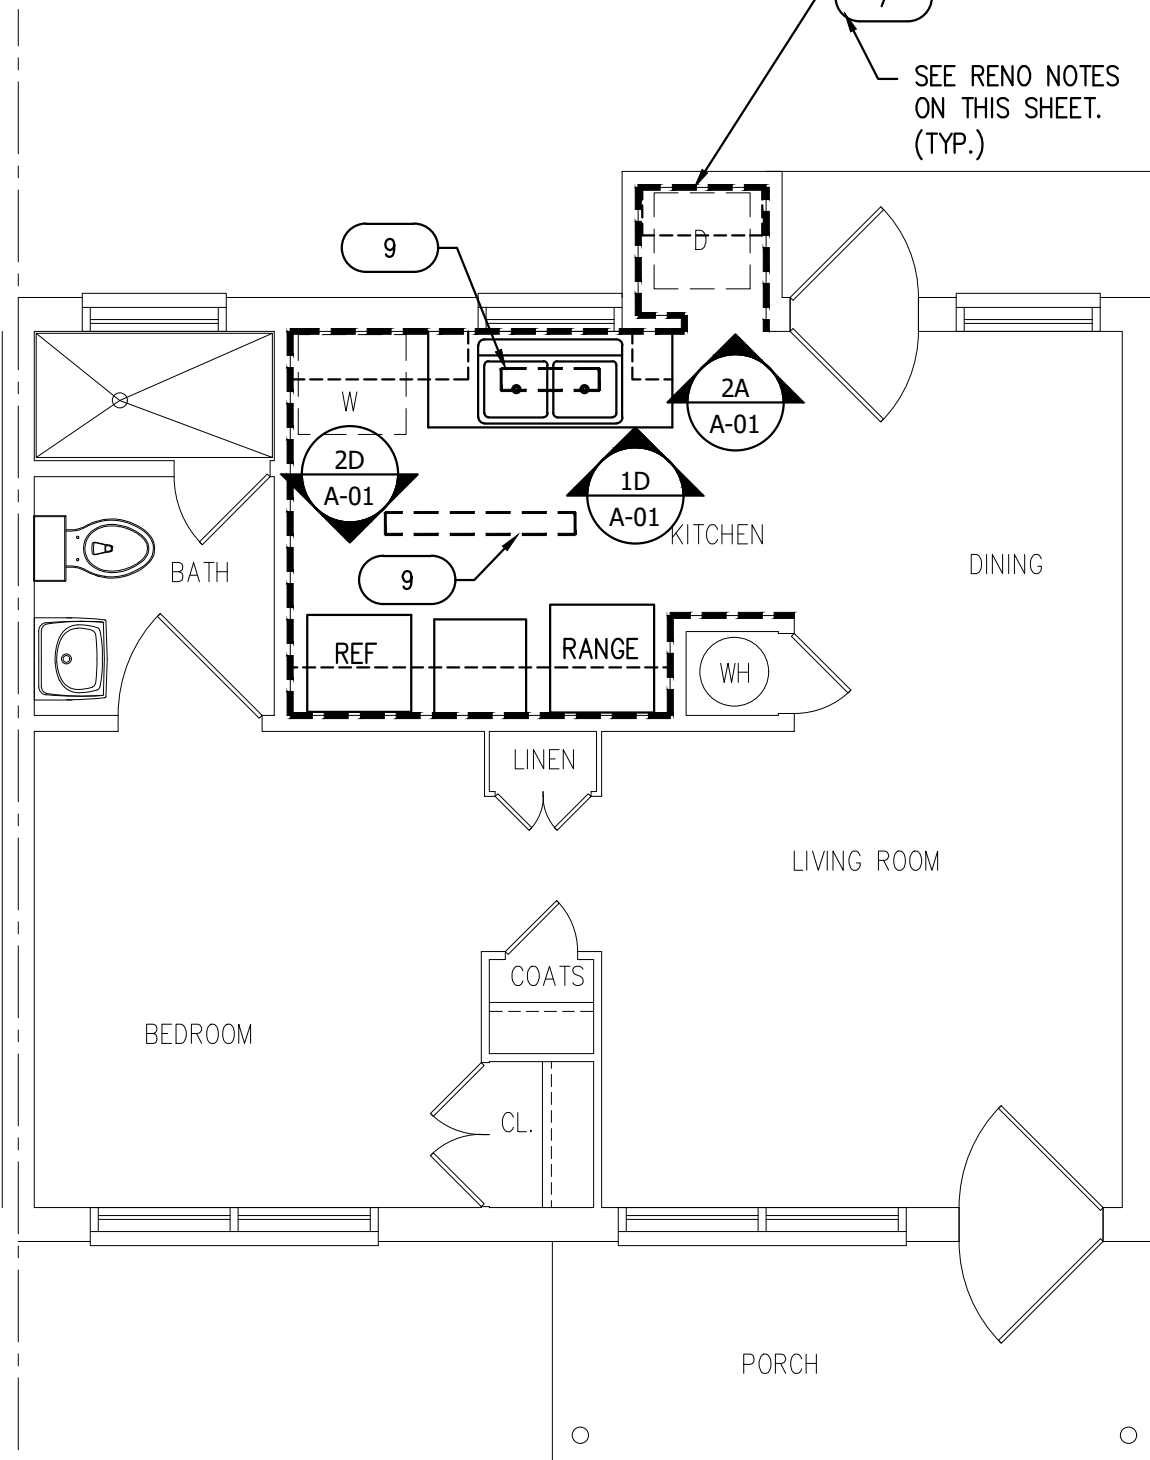 SEE RENO NOTES
ON THIS SHEET.
(TYP.)
9
D
W
2A
A-01
2D
A-01
1D
A-01
KITCHEN
DINING
BATH
9
REF
RANGE
WH
LINEN
LIVING ROOM
COATS
BEDROOM
CL.
PORCH